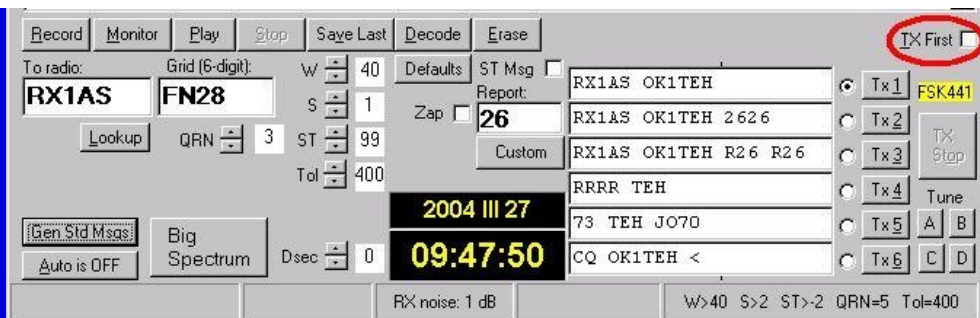 Record Monitor Play Stop Save Last Decode Erase TX First
To radio: Grid (6-digit): W 40 Defaults ST Msg
RX1AS FN28 S 1 Zap Report: 26
Lookup QRN 3 ST 99 Custom
Tol 400
RX1AS OK1TEH Tx1 FSK441
RX1AS OK1TEH 2626 Tx2
RX1AS OK1TEH R26 R26 Tx3 TX Stop
RRRR TEH Tx4 Tune
73 TEH JO70 Tx5 A B
CQ OK1TEH < Tx6 C D
2004 III 27
09:47:50
Gen Std Msgs Big Spectrum
Auto is OFF Dsec 0
RX noise: 1 dB W>40 S>2 ST>-2 QRN=5 Tol=400